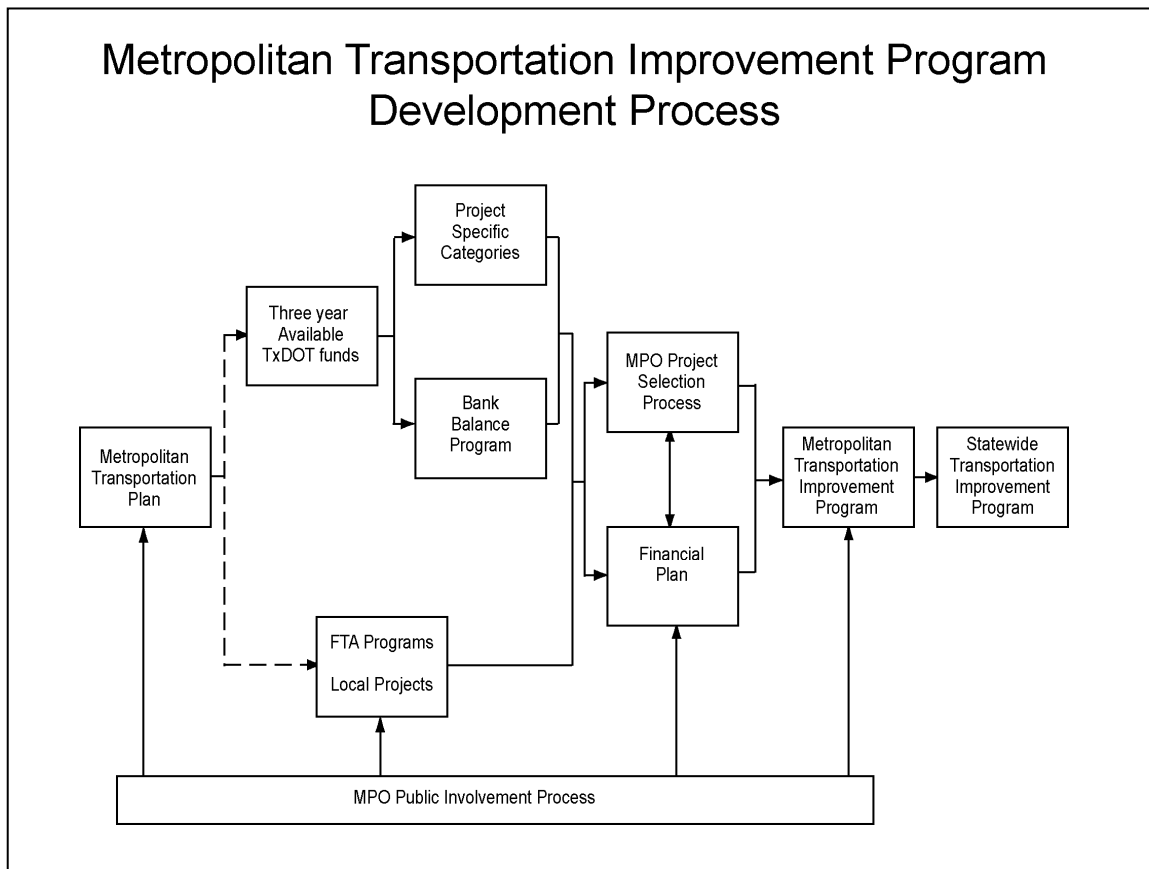 Metropolitan Transportation Improvement Program
Development Process
Project
Specific
Categories
Three year
Available
TxDOT funds
Bank
Balance
Program
MPO Project
Selection
Process
Metropolitan
Transportation
Plan
Metropolitan
Transportation
Improvement
Program
Statewide
Transportation
Improvement
Program
Financial
Plan
FTA Programs
Local Projects
MPO Public Involvement Process